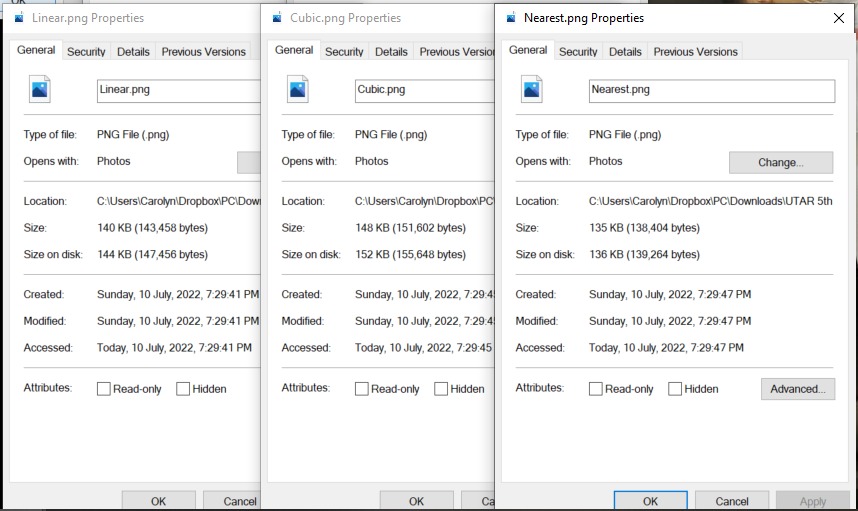 OK
Linear.png Properties
General Security Details Previous Versions
Linear.png
Type of file: PNG File (.png)
Opens with: Photos
Location: C:\Users\Carolyn\Dropbox\PC\Dow
Size: 140 KB (143,458 bytes)
Size on disk: 144 KB (147,456 bytes)
Created: Sunday, 10 July, 2022, 7:29:41 PM
Modified: Sunday, 10 July, 2022, 7:29:41 PM
Accessed: Today, 10 July, 2022, 7:29:41 PM
Attributes: Read-only Hidden
OK Cancel
Cubic.png Properties
General Security Details Previous Version
Cubic.png
Type of file: PNG File (.png)
Opens with: Photos
Location: C:\Users\Carolyn\Dropbox\PC
Size: 148 KB (151,602 bytes)
Size on disk: 152 KB (155,648 bytes)
Created: Sunday, 10 July, 2022, 7:29:4
Modified: Sunday, 10 July, 2022, 7:29:4
Accessed: Today, 10 July, 2022, 7:29:45
Attributes: Read-only Hidden
OK Ca
Nearest.png Properties
General Security Details Previous Versions
Nearest.png
Type of file: PNG File (.png)
Opens with: Photos Change...
Location: C:\Users\Carolyn\Dropbox\PC\Downloads\UTAR 5th
Size: 135 KB (138,404 bytes)
Size on disk: 136 KB (139,264 bytes)
Created: Sunday, 10 July, 2022, 7:29:47 PM
Modified: Sunday, 10 July, 2022, 7:29:47 PM
Accessed: Today, 10 July, 2022, 7:29:47 PM
Attributes: Read-only Hidden Advanced...
OK Cancel Apply